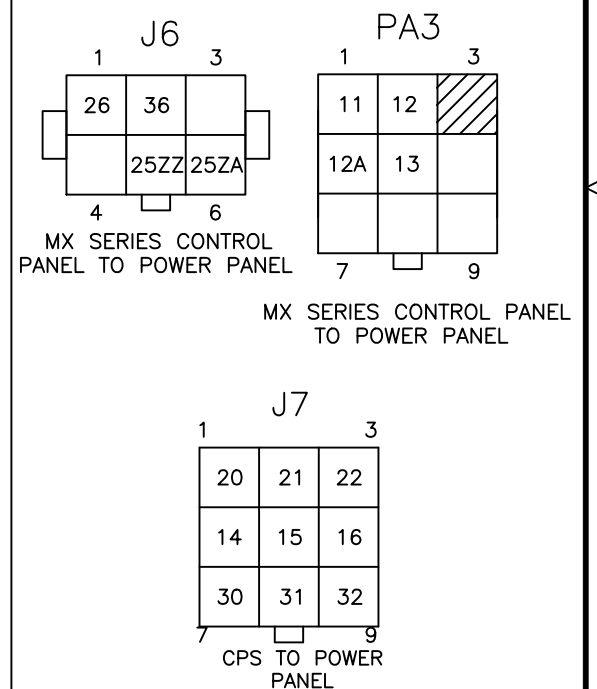 J6
1 3
26 36
25ZZ 25ZA
4 6
MX SERIES CONTROL
PANEL TO POWER PANEL
PA3
1 3
11 12
12A 13
7 9
MX SERIES CONTROL PANEL
TO POWER PANEL
J7
1 3
20 21 22
14 15 16
30 31 32
7 9
CPS TO POWER
PANEL